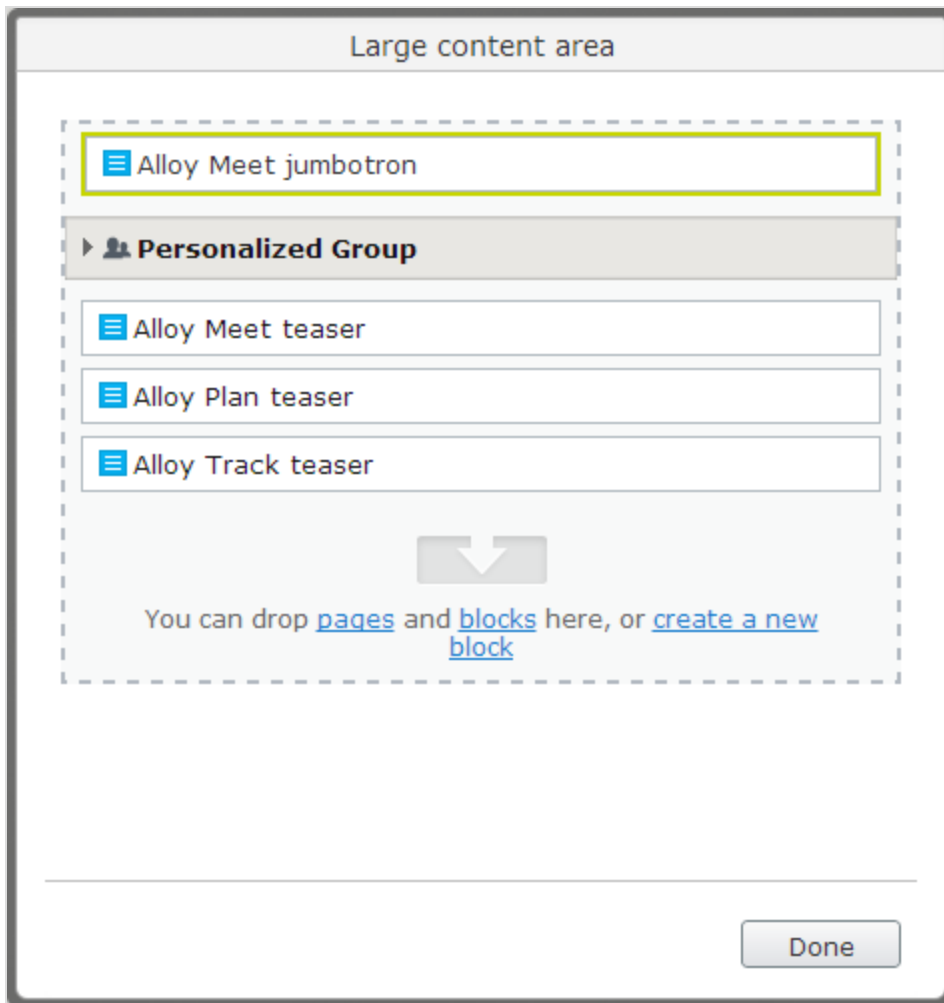 Large content area
Alloy Meet jumbotron
Personalized Group
Alloy Meet teaser
Alloy Plan teaser
Alloy Track teaser
You can drop pages and blocks here, or create a new
block
Done